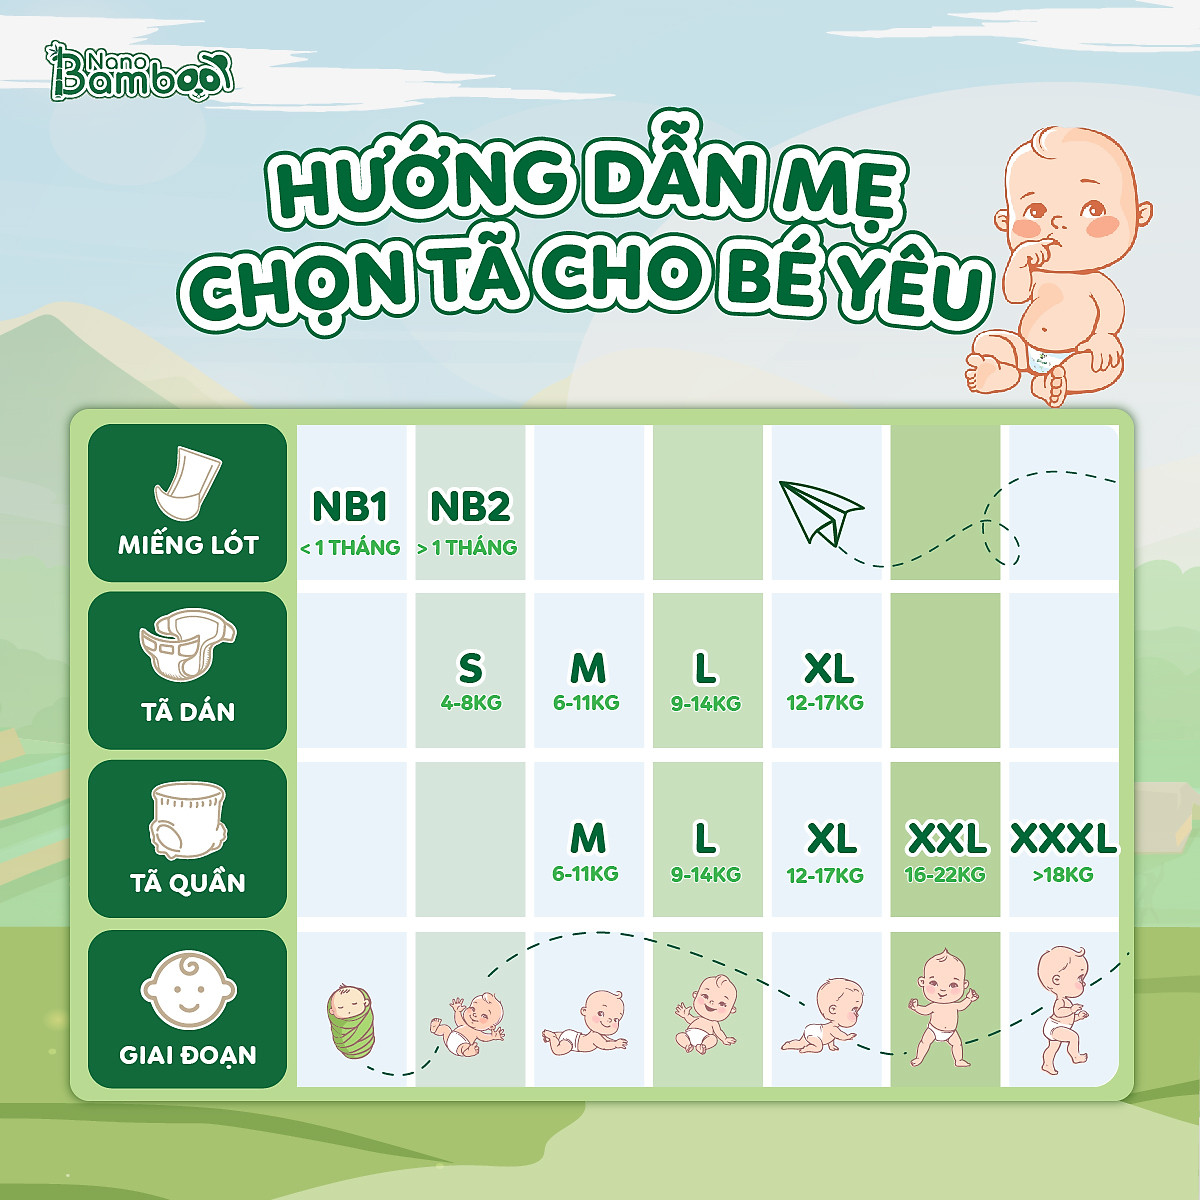 Nano
Bamboo
HƯỚNG DẪN MẸ
CHỌN TÃ CHO BÉ YÊU
MIẾNG LÓT
NB1
< 1 THÁNG
NB2
> 1 THÁNG
TÃ DÁN
S
4-8KG
M
6-11KG
L
9-14KG
XL
12-17KG
TÃ QUẦN
M
6-11KG
L
9-14KG
XL
12-17KG
XXL
16-22KG
XXXL
>18KG
GIAI ĐOẠN